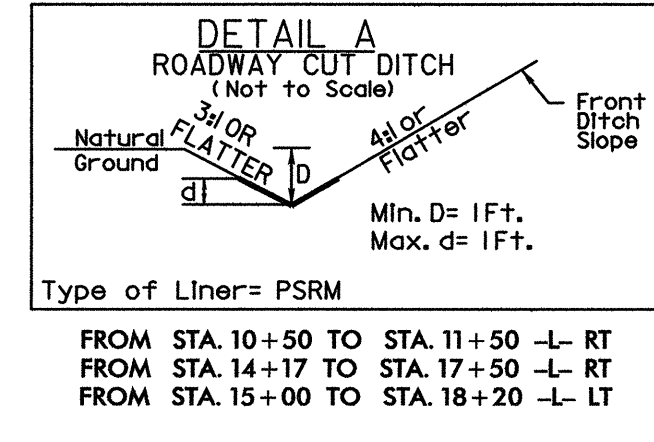 DETAIL A
ROADWAY CUT DITCH
(Not to Scale)
3:1 OR
FLATTER
4:1 or
Flatter
Front
Ditch
Slope
Natural
Ground
D
d
Min. D= 1Ft.
Max. d= 1Ft.
Type of Liner= PSRM
FROM STA. 10+50 TO STA. 11+50 -L- RT
FROM STA. 14+17 TO STA. 17+50 -L- RT
FROM STA. 15+00 TO STA. 18+20 -L- LT